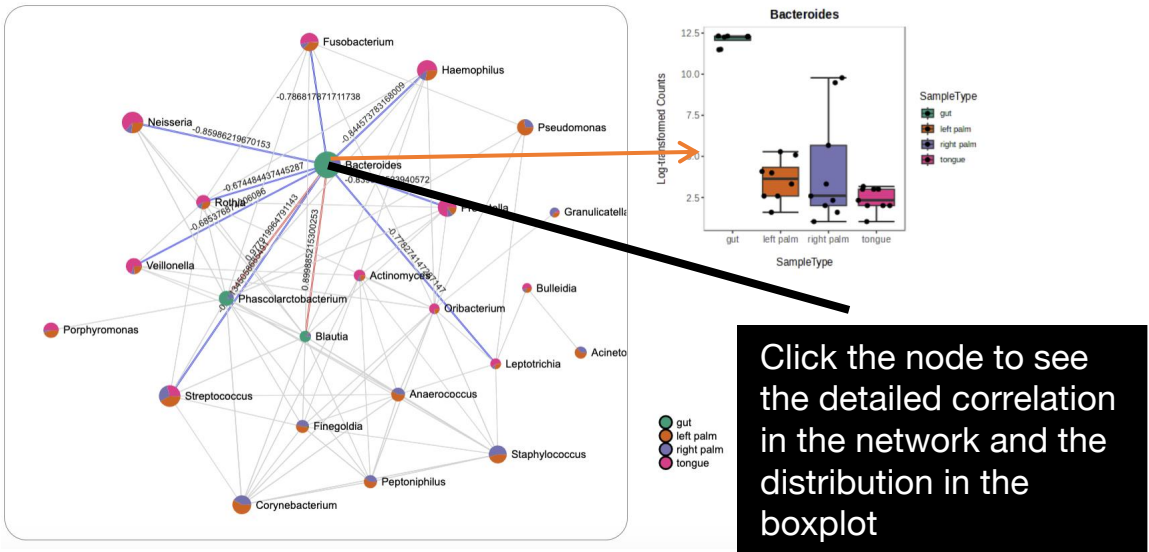 Bacteroides
12.5
10.0
7.5
5.0
2.5
Log-transformed Counts
gut
left palm
right palm
tongue
SampleType
SampleType
gut
left palm
right palm
tongue
Fusobacterium
Haemophilus
-0.786817871711738
-0.844573783168009
Neisseria
-0.85986219670153
Pseudomonas
Bacteroides
-0.674484437445287
Rothia
Prevotella
Granulicatella
0.899885215300253
Veillonella
Actinomyces
Phascolarctobacterium
Oribacterium
Bulleidia
Porphyromonas
Blautia
Acineto
Leptotrichia
Streptococcus
Anaerococcus
Finegoldia
Staphylococcus
Peptoniphilus
Corynebacterium
gut
left palm
right palm
tongue
Click the node to see
the detailed correlation
in the network and the
distribution in the
boxplot